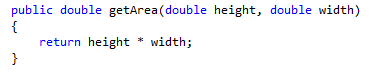 public double getArea(double height, double width)
{
    return height * width;
}